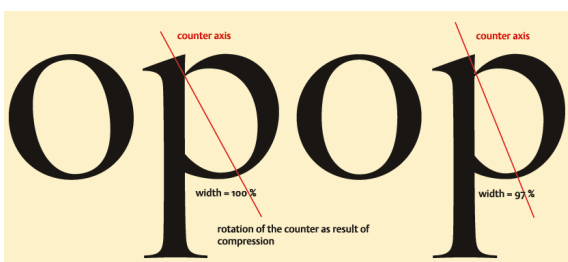 counter axis
counter axis
opop
width = 100 %
width = 97 %
rotation of the counter as result of
compression